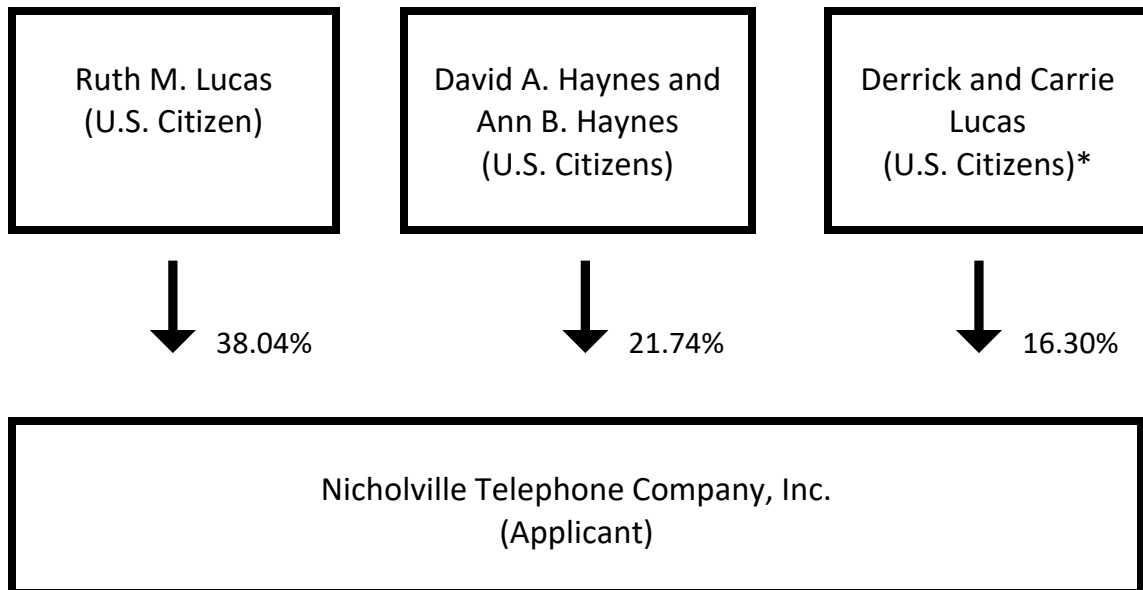 Ruth M. Lucas
(U.S. Citizen)
David A. Haynes and
Ann B. Haynes
(U.S. Citizens)
Derrick and Carrie
Lucas
(U.S. Citizens)*
38.04%
21.74%
16.30%
Nicholville Telephone Company, Inc.
(Applicant)